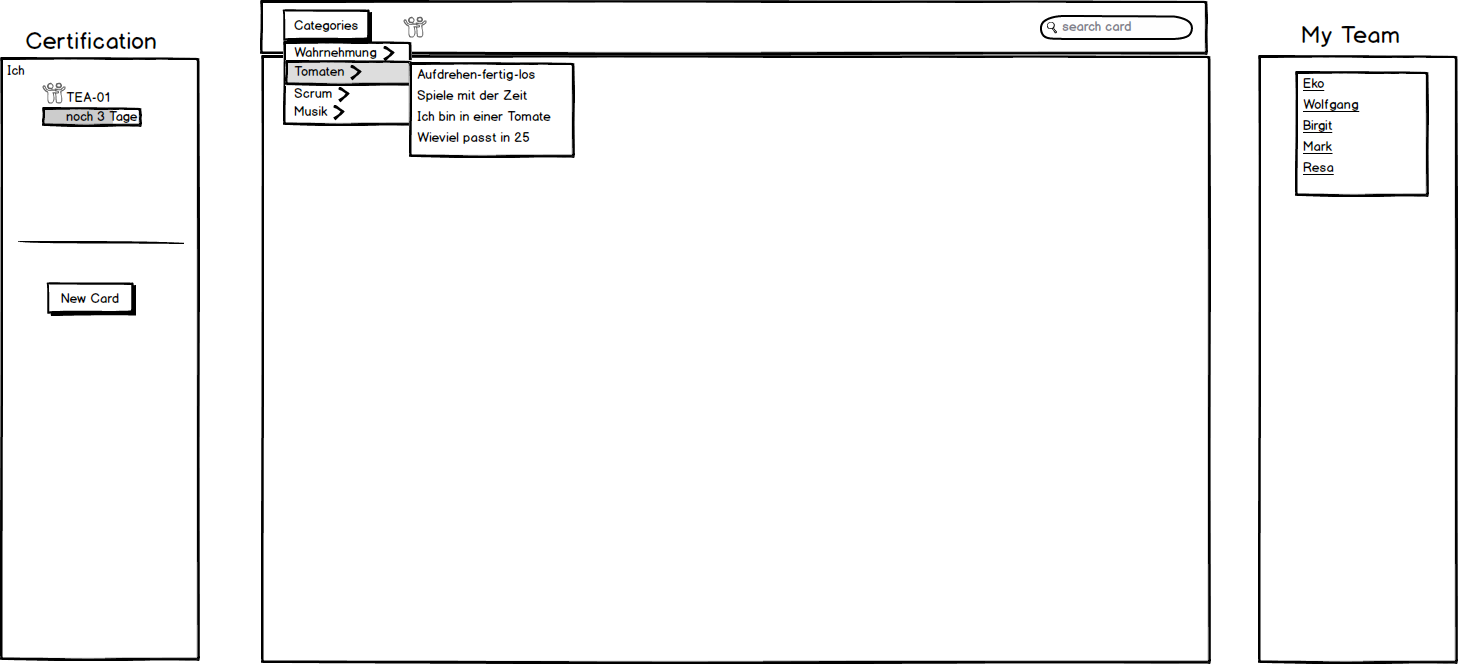 Certification
Ich
TEA-01
noch 3 Tage
New Card
Categories
search card
Wahrnehmung
Tomaten
Scrum
Musik
Aufdrehen-fertig-los
Spiele mit der Zeit
Ich bin in einer Tomate
Wieviel passt in 25
My Team
Eko
Wolfgang
Birgit
Mark
Resa